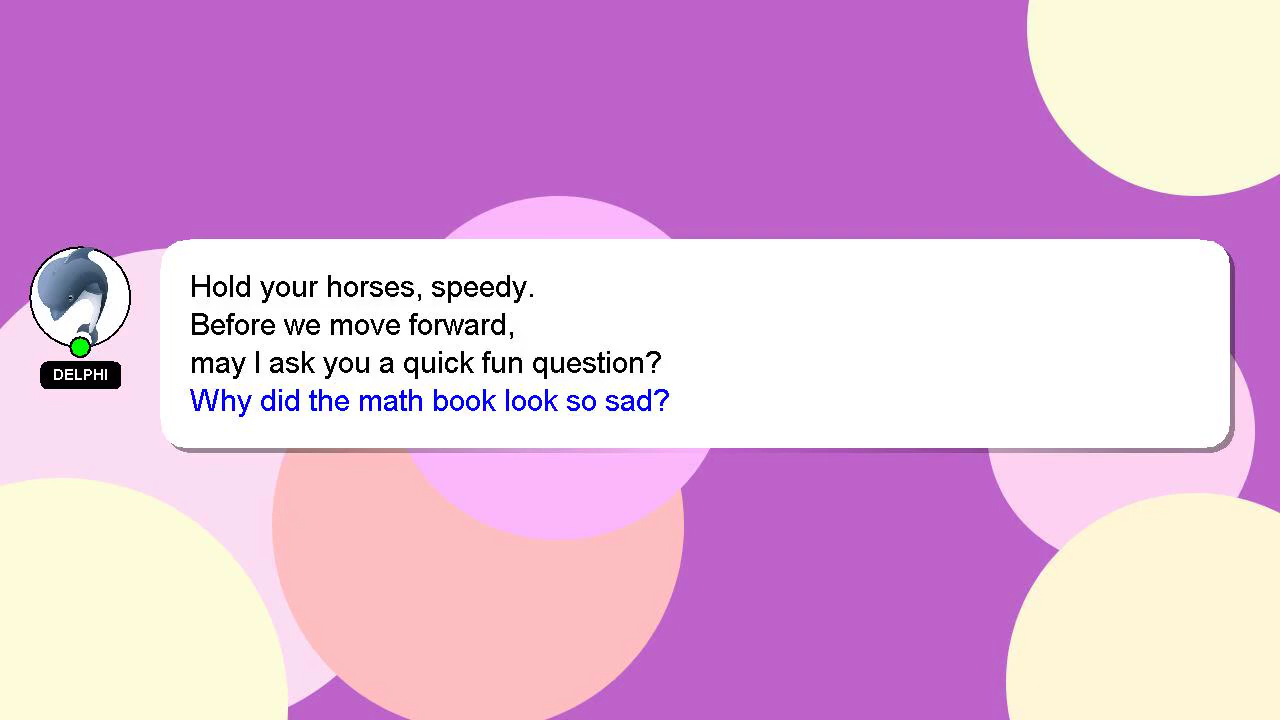 Hold your horses, speedy.
Before we move forward,
may I ask you a quick fun question?
Why did the math book look so sad?
DELPHI